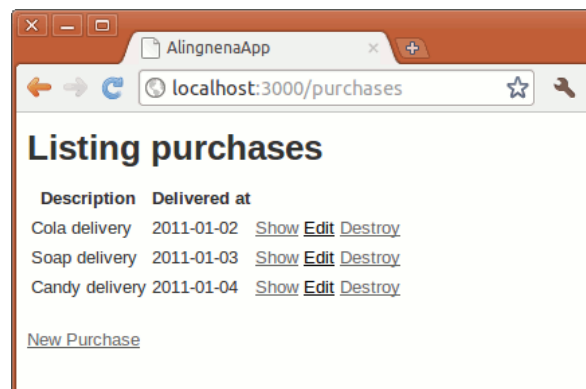 AlingnenaApp
localhost:3000/purchases
Listing purchases
Description Delivered at
Cola delivery 2011-01-02 Show Edit Destroy
Soap delivery 2011-01-03 Show Edit Destroy
Candy delivery 2011-01-04 Show Edit Destroy
New Purchase